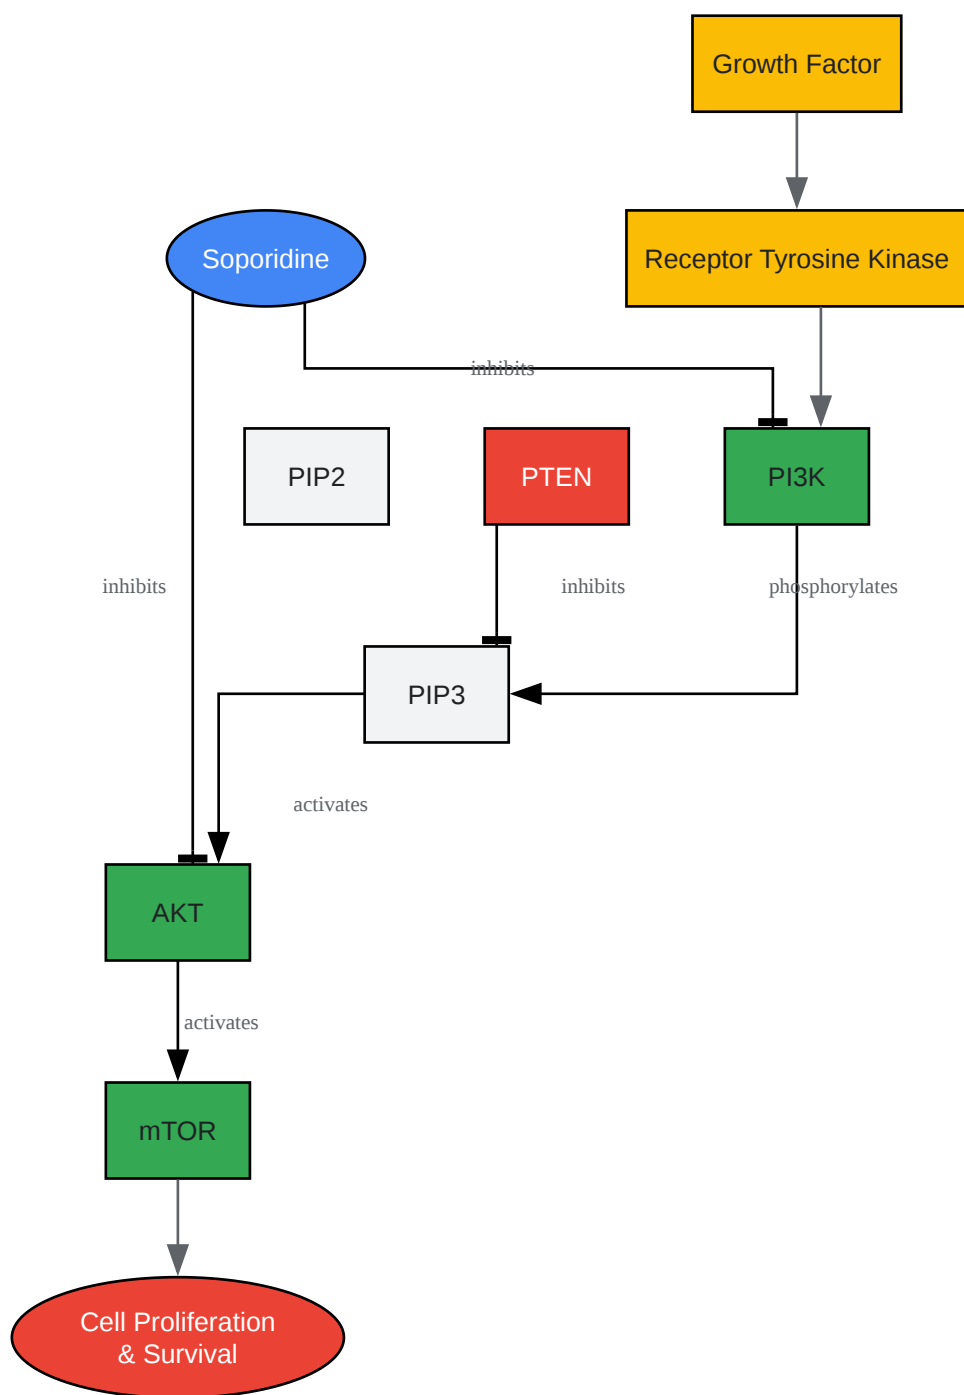 Growth Factor
Soporidine
Receptor Tyrosine Kinase
inhibits
PIP2
PTEN
PI3K
inhibits
inhibits
phosphorylates
PIP3
activates
AKT
activates
mTOR
Cell Proliferation
& Survival